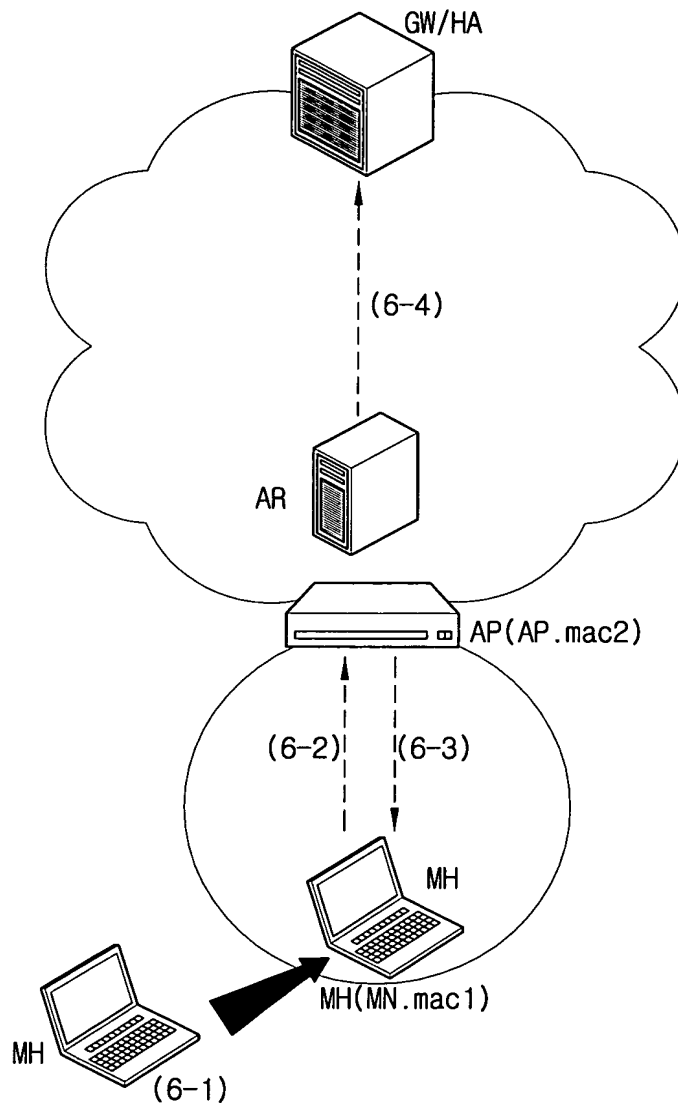 GW/HA
(6-4)
AR
AP(AP.mac2)
(6-2)
(6-3)
MH
MH(MN.mac1)
MH
(6-1)